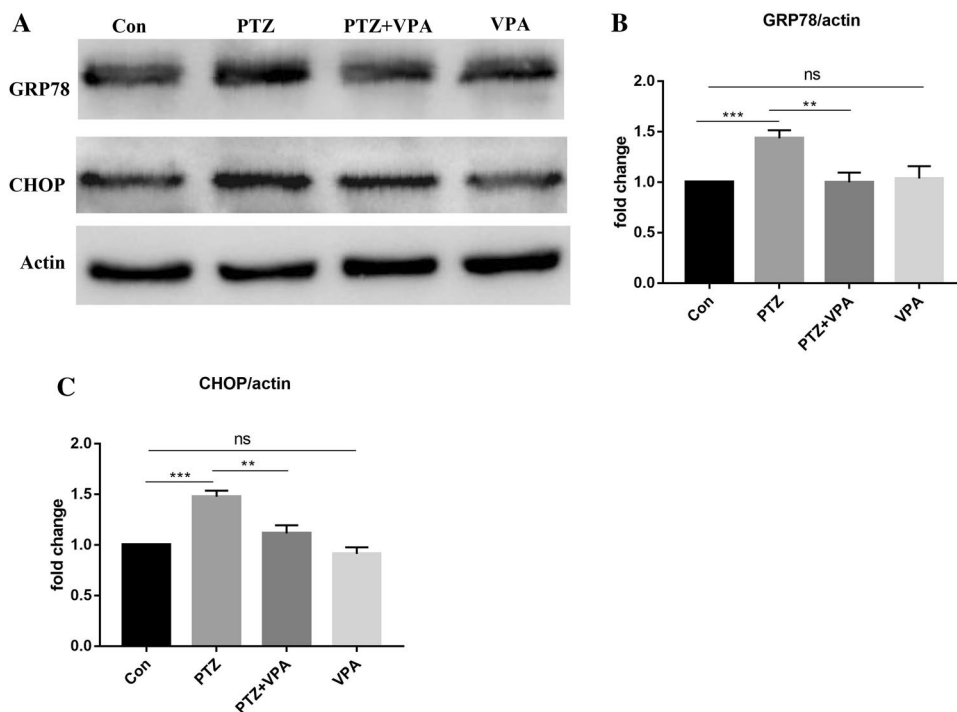 A
Con PTZ PTZ+VPA VPA
GRP78
CHOP
Actin
B
GRP78/actin
fold change
2.0
1.5
1.0
0.5
0.0
ns
*** **
Con PTZ PTZ+VPA VPA
C
CHOP/actin
fold change
2.0
1.5
1.0
0.5
0.0
ns
*** **
Con PTZ PTZ+VPA VPA